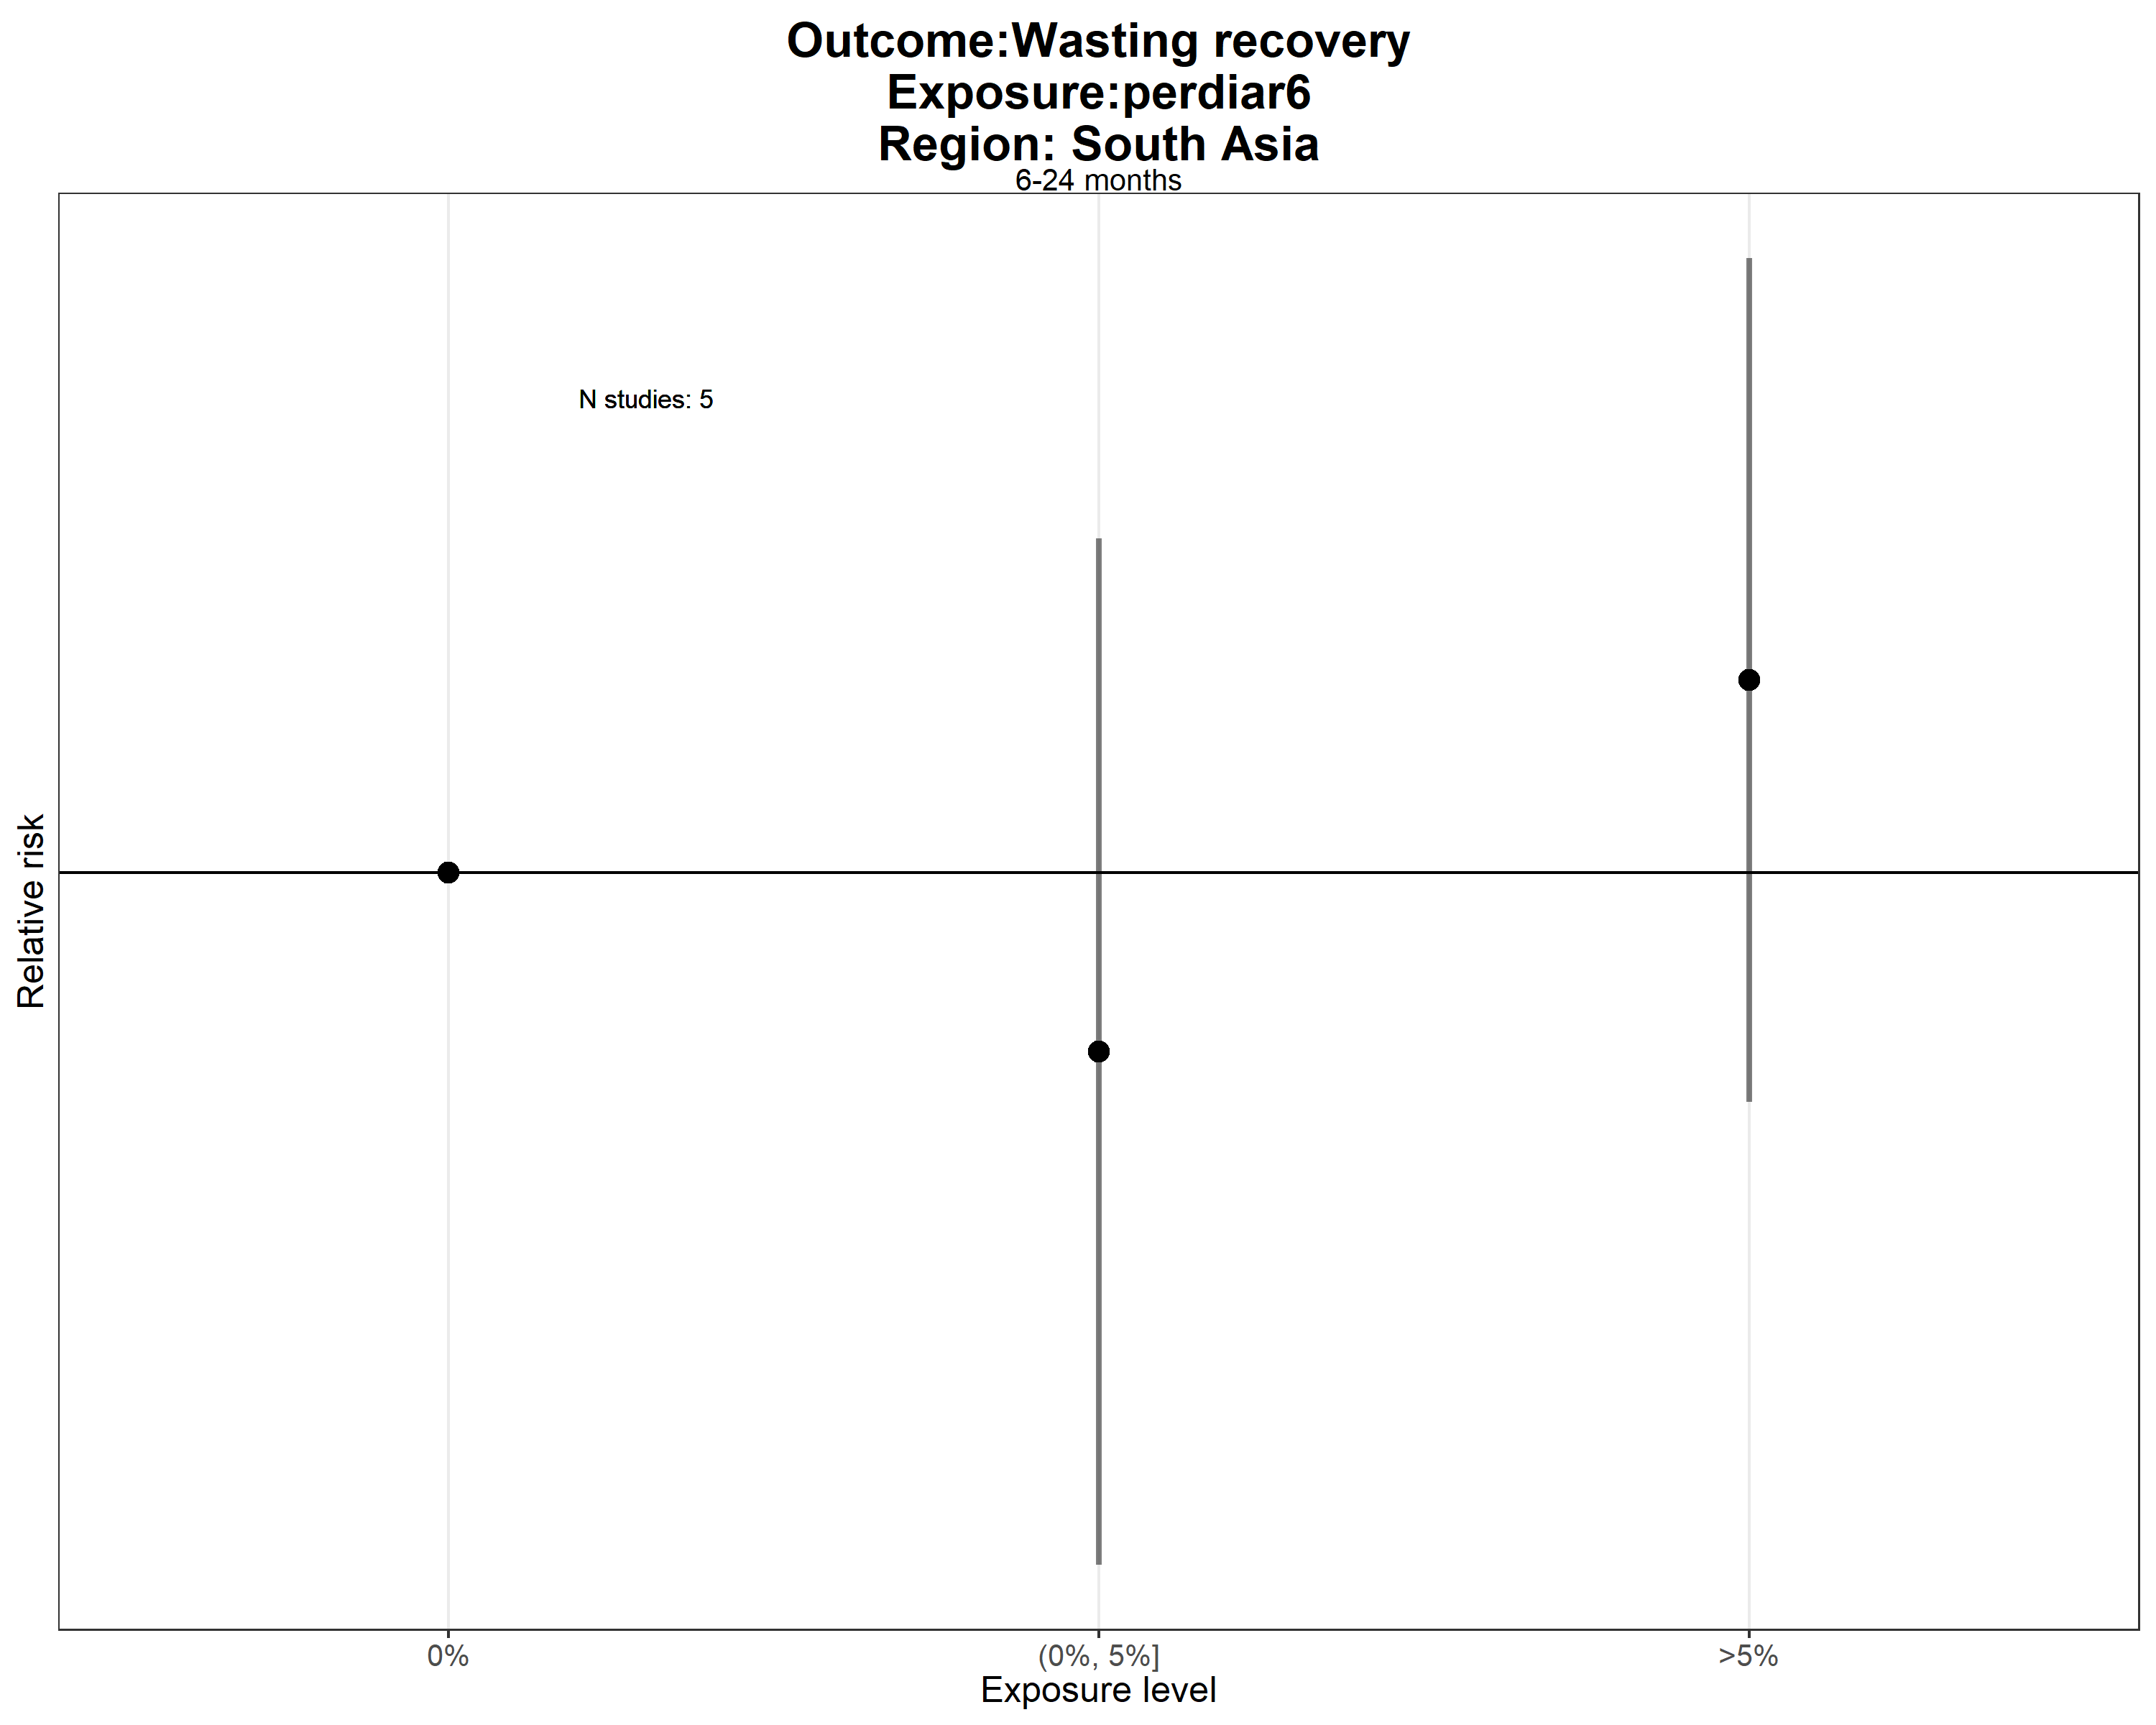 Outcome:Wasting recovery
Exposure:perdiar6
Region: South Asia
6-24 months
N studies: 5
Relative risk
0%
(0%, 5%]
>5%
Exposure level